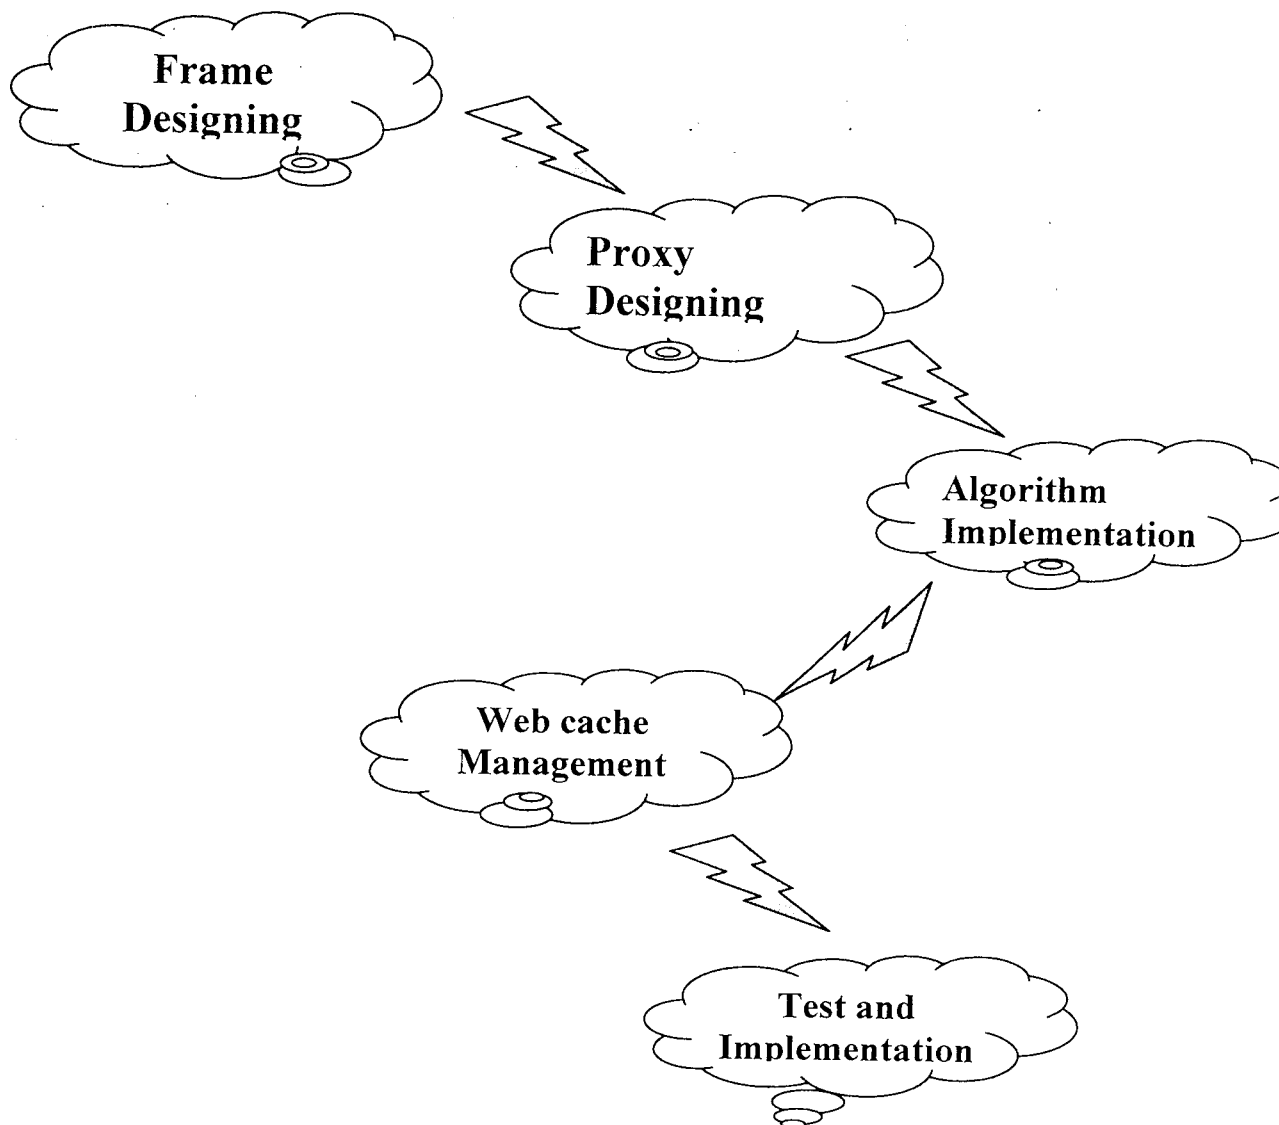 Frame
Designing
Proxy
Designing
Algorithm
Implementation
Web cache
Management
Test and
Implementation